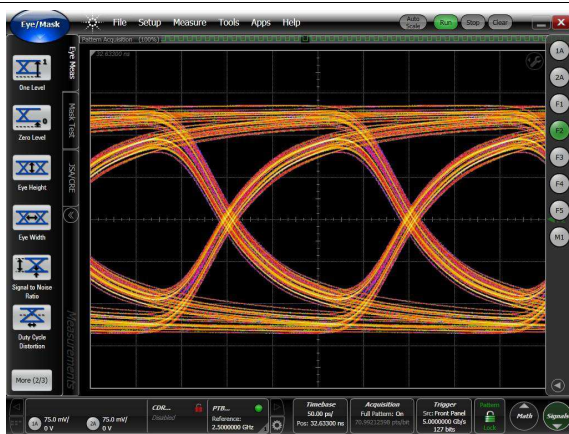 Eye/Mask
File Setup Measure Tools Apps Help
Auto Scale
Run
Stop
Clear
Pattern Acquisition (100%)
32.63300 ns
Eye Meas
Mask Test
JSA/CRE
Measurements
One Level
Zero Level
Eye Height
Eye Width
Signal to Noise
Ratio
Duty Cycle
Distortion
More (2/3)
1A
2A
F1
F2
F3
F4
F5
M1
1A 75.0 mV/
0 V
2A 75.0 mV/
0 V
CDR...
Disabled
PTB...
Reference:
2.5000000 GHz
Timebase
50.00 ps/
Pos: 32.63300 ns
Acquisition
Full Pattern: On
Trigger
Src: Front Panel
5.0000000 Gb/s
127 bits
Pattern
Lock
Math
Signals